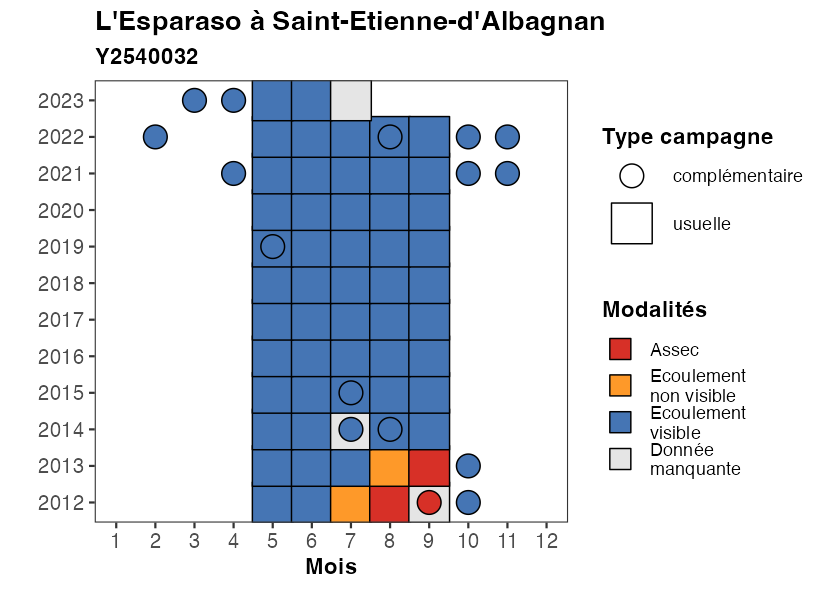 L'Esparaso à Saint-Etienne-d'Albagnan
Y2540032
2023
2022
2021
2020
2019
2018
2017
2016
2015
2014
2013
2012
1 2 3 4 5 6 7 8 9 10 11 12
Mois
Type campagne
complémentaire
usuelle
Modalités
Assec
Ecoulement
non visible
Ecoulement
visible
Donnée
manquante